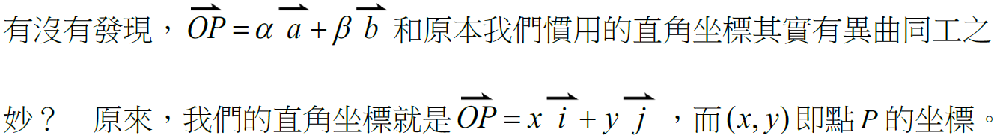 有沒有發現，$\overrightarrow{OP}=\alpha\overrightarrow{a}+\beta\overrightarrow{b}$ 和原本我們慣用的直角坐標其實有異曲同工之
妙？ 原來，我們的直角坐標就是$\overrightarrow{OP}=x\overrightarrow{i}+y\overrightarrow{j}$ ，而$(x,y)$即點 P 的坐標。